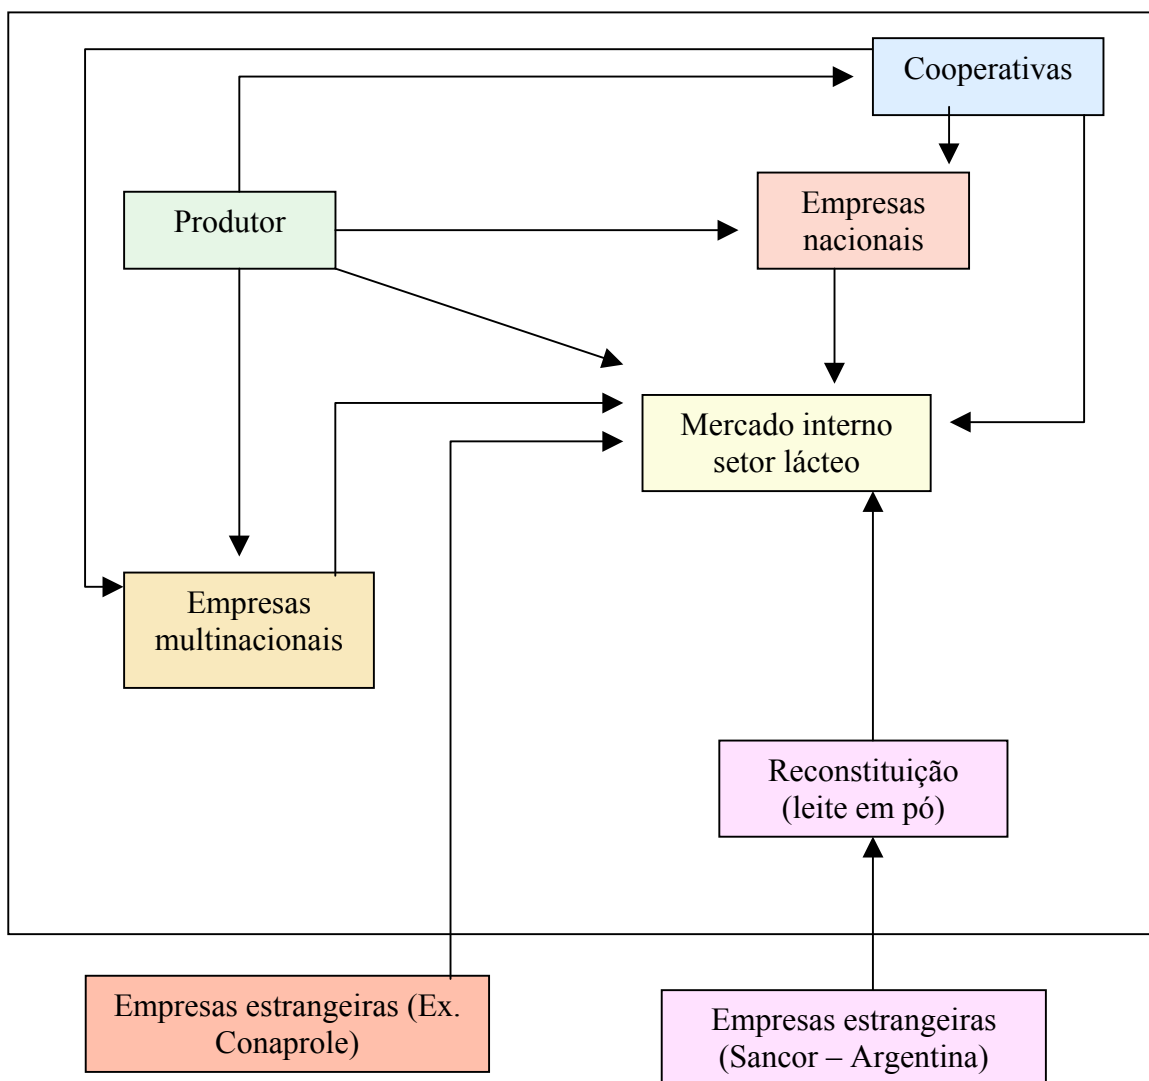 Cooperativas
Empresas
nacionais
Produtor
Mercado interno
setor lácteo
Empresas
multinacionais
Reconstituição
(leite em pó)
Empresas estrangeiras (Ex.
Conaprole)
Empresas estrangeiras
(Sancor – Argentina)